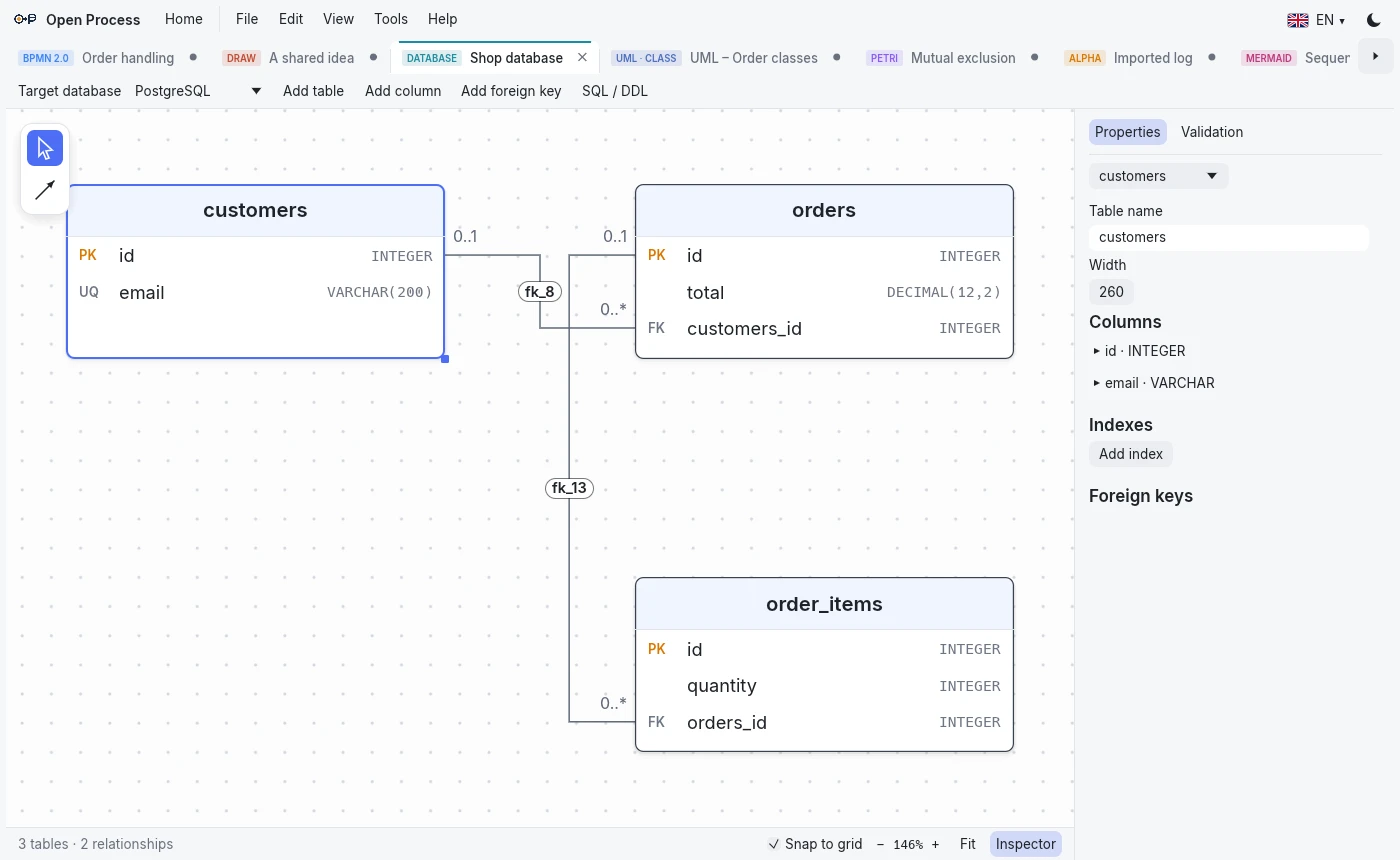 Open Process Home File Edit View Tools Help EN
BPMN 2.0 Order handling DRAW A shared idea DATABASE Shop database UML · CLASS UML – Order classes PETRI Mutual exclusion ALPHA Imported log MERMAID Sequer
Target database PostgreSQL Add table Add column Add foreign key SQL / DDL
Properties Validation
customers
Table name
customers
Width
260
Columns
id · INTEGER
email · VARCHAR
Indexes
Add index
Foreign keys
customers
PK id INTEGER
UQ email VARCHAR(200)
0..1
fk_8
0..1
0..*
orders
PK id INTEGER
total DECIMAL(12,2)
FK customers_id INTEGER
fk_13
0..*
order_items
PK id INTEGER
quantity INTEGER
FK orders_id INTEGER
3 tables · 2 relationships Snap to grid − 146% + Fit Inspector